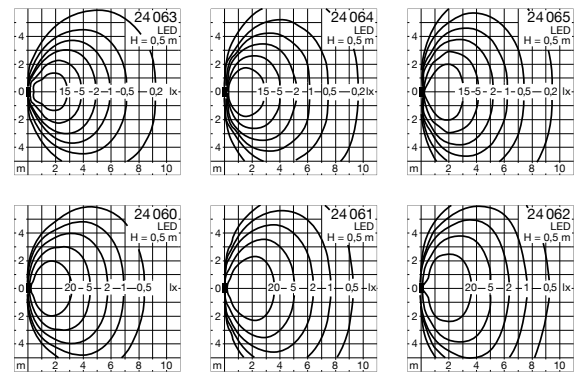 24 063
LED
H = 0,5 m
4
2
0
2
4
15 - 5 - 2 - 1 - 0,5 0,2 lx
m 2 4 6 8 10
24 064
LED
H = 0,5 m
4
2
0
2
4
15 - 5 - 2 - 1 - 0,5 - 0,2 lx
m 2 4 6 8 10
24 065
LED
H = 0,5 m
4
2
0
2
4
15 - 5 - 2 - 1 - 0,5 - 0,2 lx
m 2 4 6 8 10
24 060
LED
H = 0,5 m
4
2
0
2
4
20 - 5 - 2 - 1 - 0,5 lx
m 2 4 6 8 10
24 061
LED
H = 0,5 m
4
2
0
2
4
20 - 5 - 2 - 1 - 0,5 - lx
m 2 4 6 8 10
24 062
LED
H = 0,5 m
4
2
0
2
4
20 - 5 - 2 - 1 0,5 lx
m 2 4 6 8 10